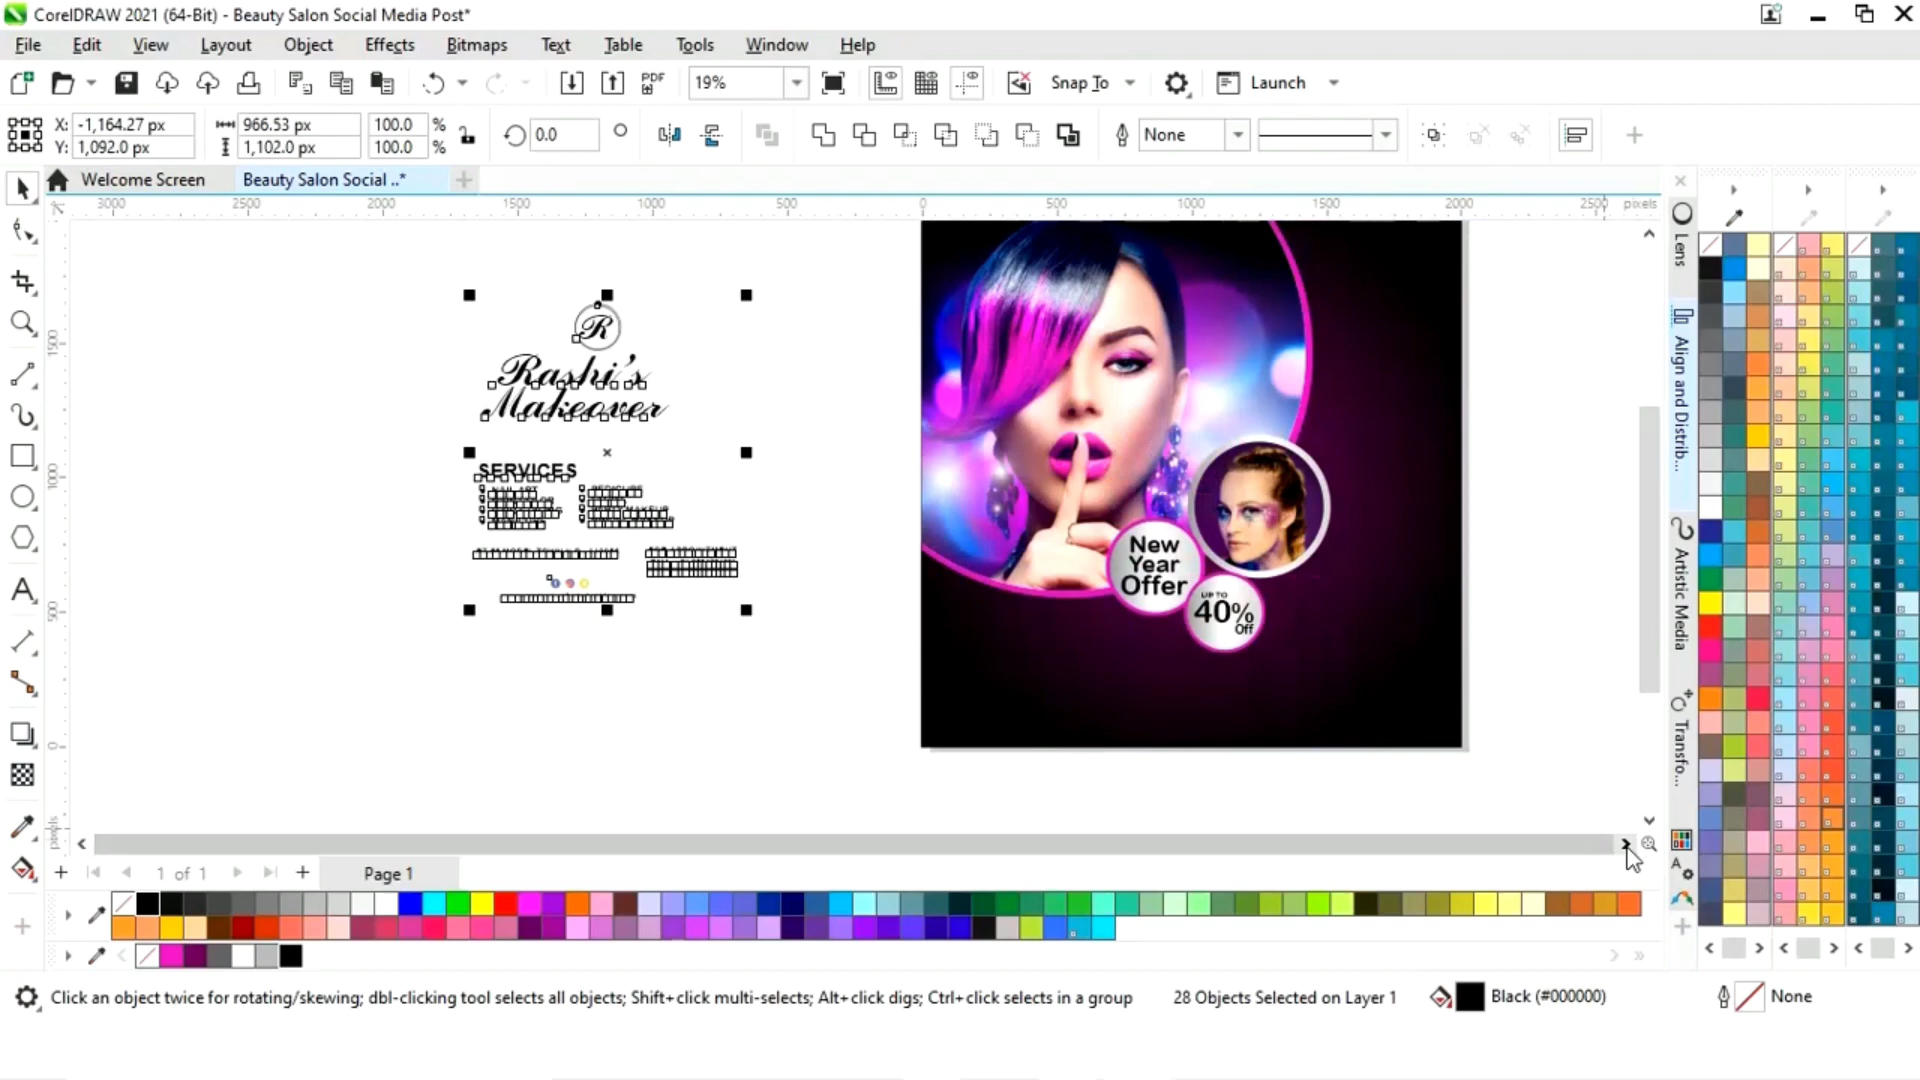 CorelDRAW 2021 (64-Bit) - Beauty Salon Social Media Post*
File Edit View Layout Object Effects Bitmaps Text Table Tools Window Help
PDF 19% Snap To Launch
X: -1,164.27 px 966.53 px 100.0 % 0.0 None
Y: 1,092.0 px 1,102.0 px 100.0 %
Welcome Screen Beauty Salon Social ..*
3000 2500 2000 1500 1000 500 0 500 1000 1500 2000 2500 pixels
1500
1000
500
0
pixels
R
Rashi's
Makeover
SERVICES
New
Year
Offer
UP TO
40%
Off
Lens
Align and Distrib...
Artistic Media
Transfo...
1 of 1 Page 1
Click an object twice for rotating/skewing; dbl-clicking tool selects all objects; Shift+click multi-selects; Alt+click digs; Ctrl+click selects in a group
28 Objects Selected on Layer 1
Black (#000000)
None